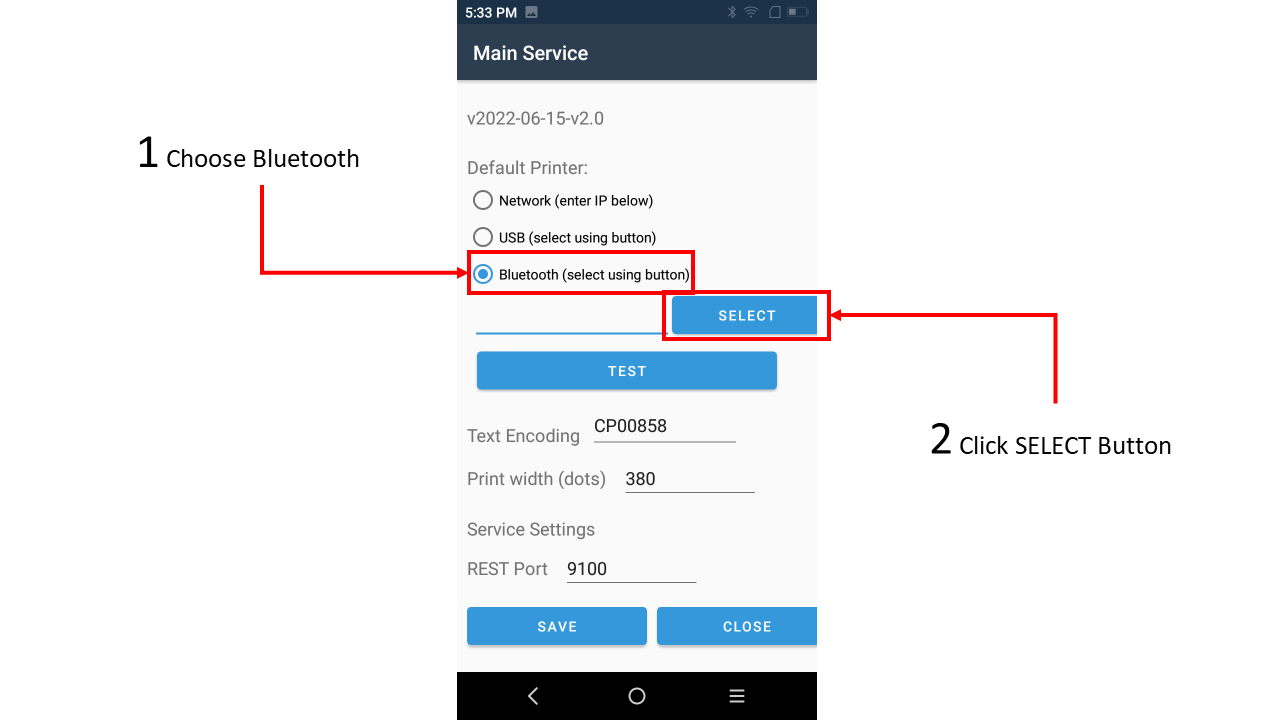 5:33 PM
Main Service
v2022-06-15-v2.0
1 Choose Bluetooth
Default Printer:
Network (enter IP below)
USB (select using button)
Bluetooth (select using button)
SELECT
TEST
Text Encoding CP00858
2 Click SELECT Button
Print width (dots) 380
Service Settings
REST Port 9100
SAVE CLOSE